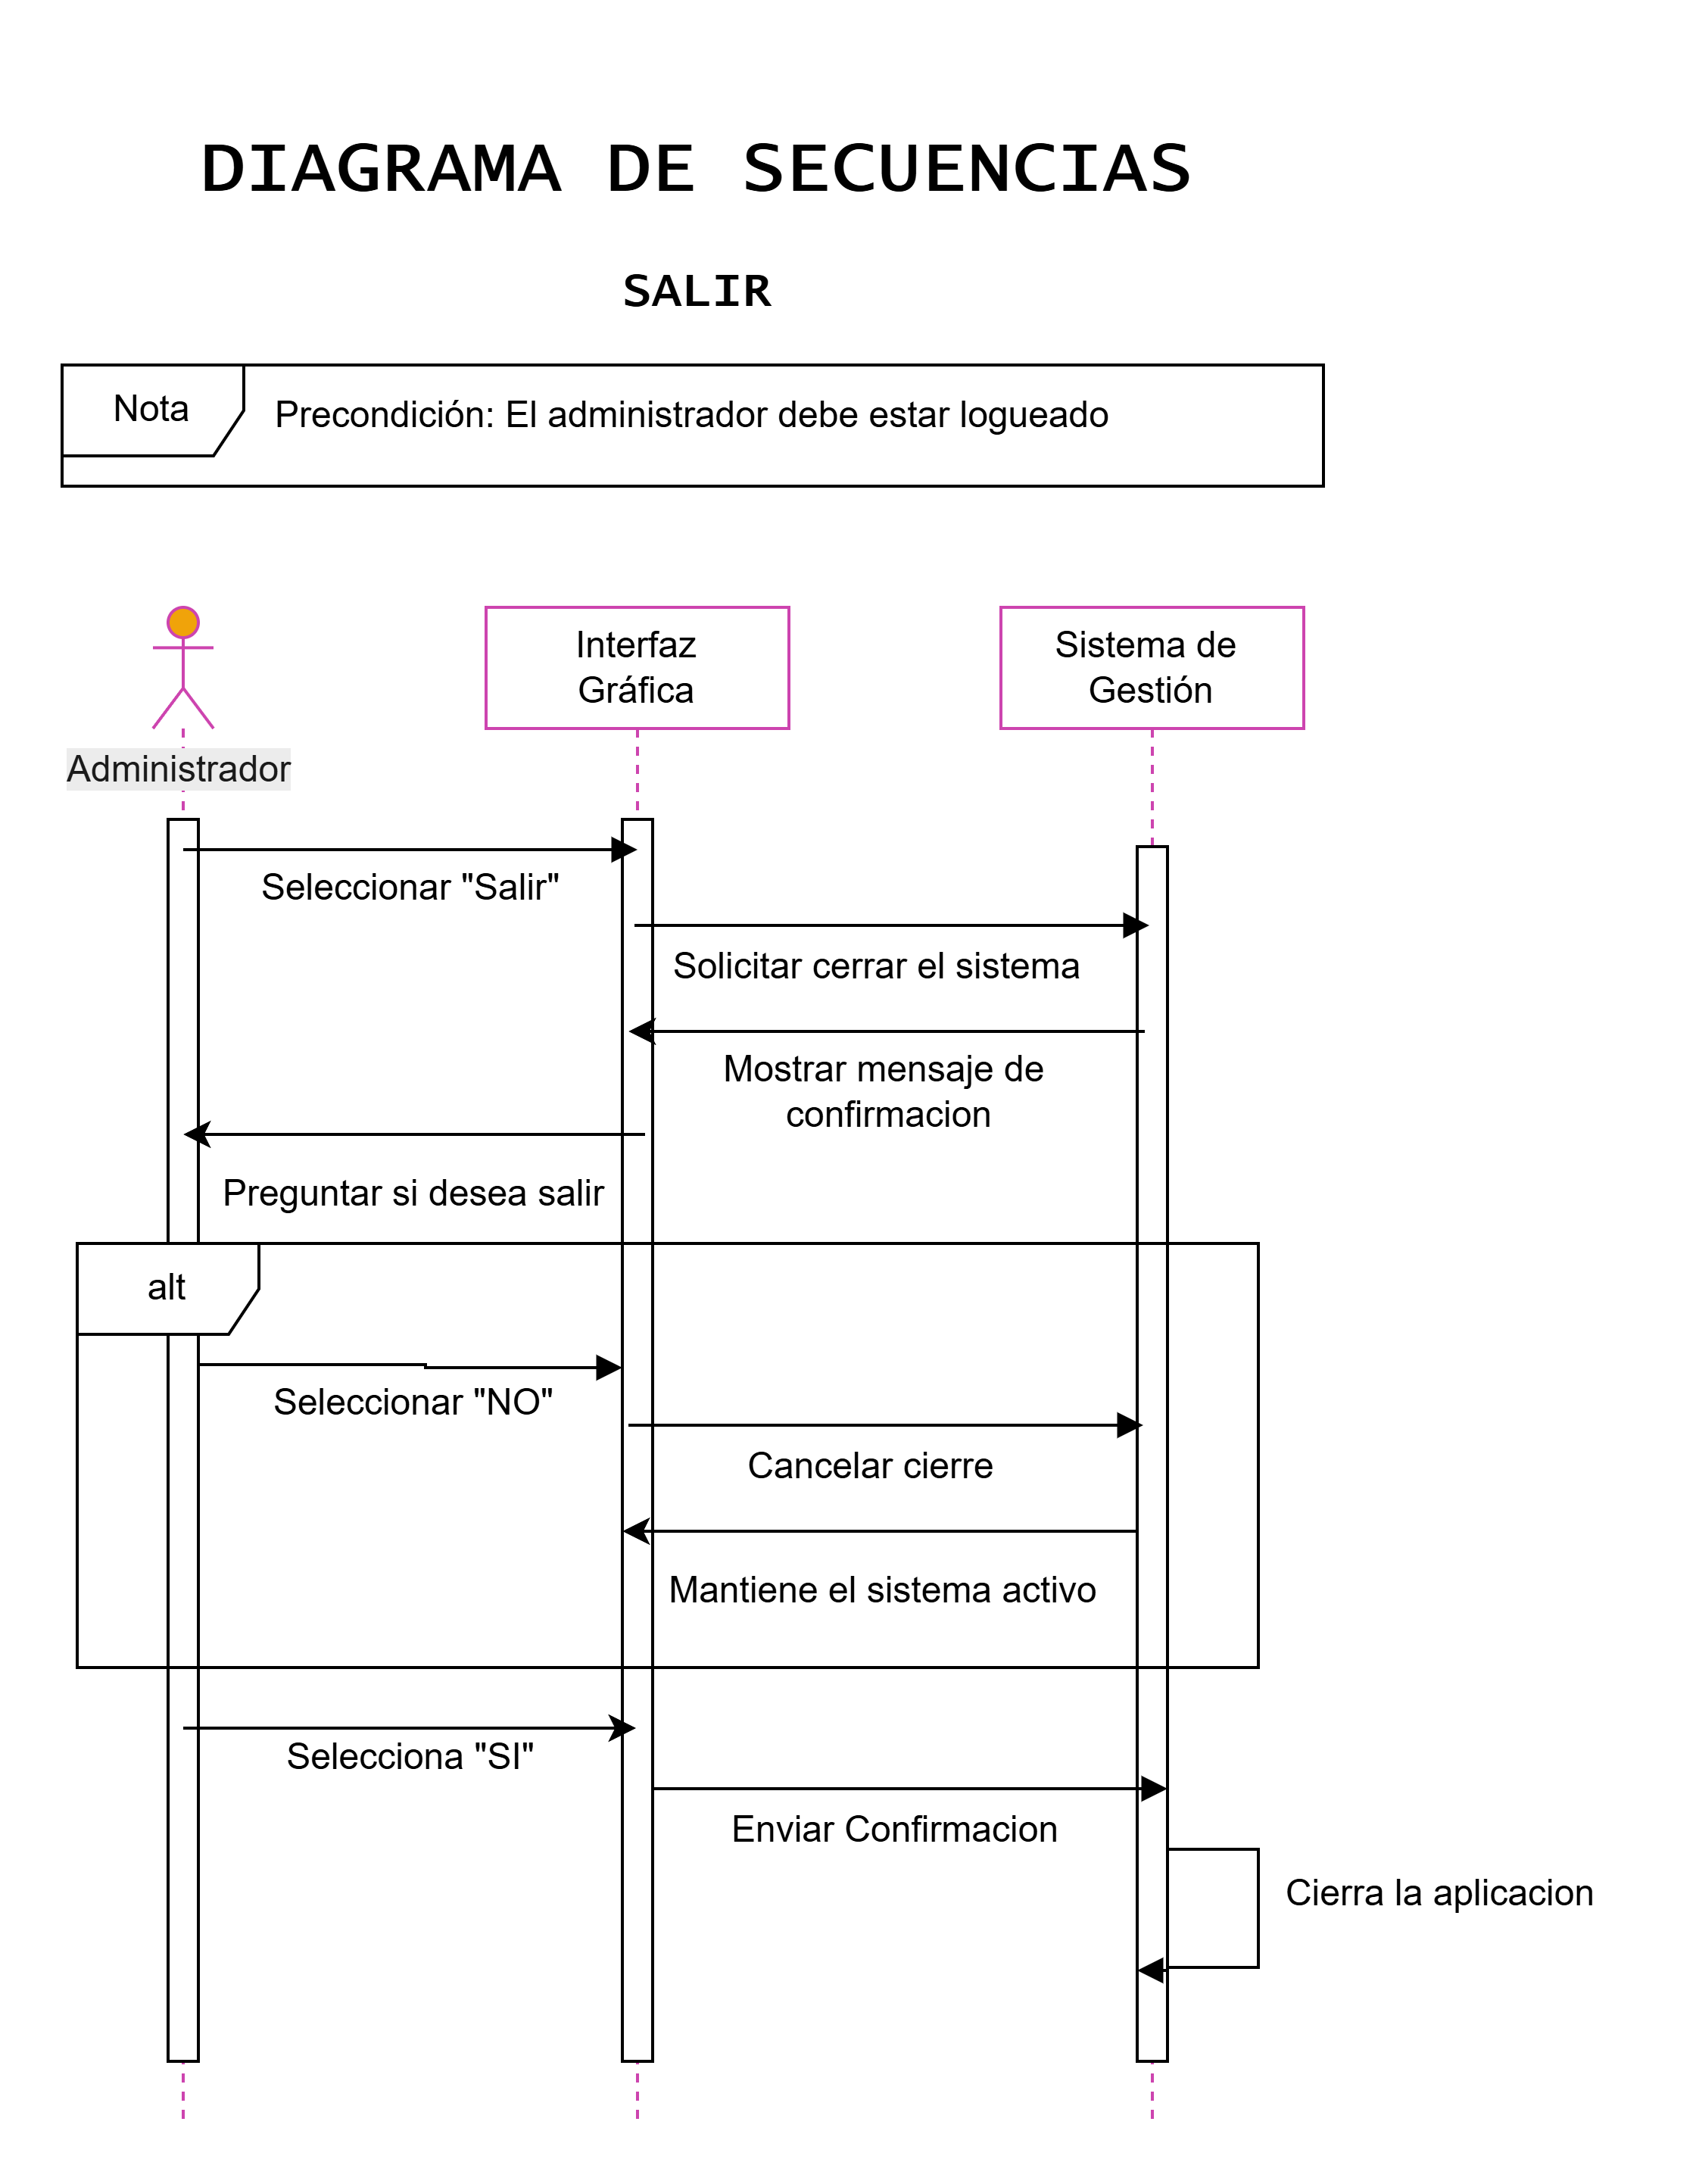 DIAGRAMA DE SECUENCIAS
SALIR
Nota
Precondición: El administrador debe estar logueado
Interfaz
Gráfica
Sistema de
Gestión
Administrador
Seleccionar "Salir"
Solicitar cerrar el sistema
Mostrar mensaje de
confirmacion
Preguntar si desea salir
alt
Seleccionar "NO"
Cancelar cierre
Mantiene el sistema activo
Selecciona "SI"
Enviar Confirmacion
Cierra la aplicacion